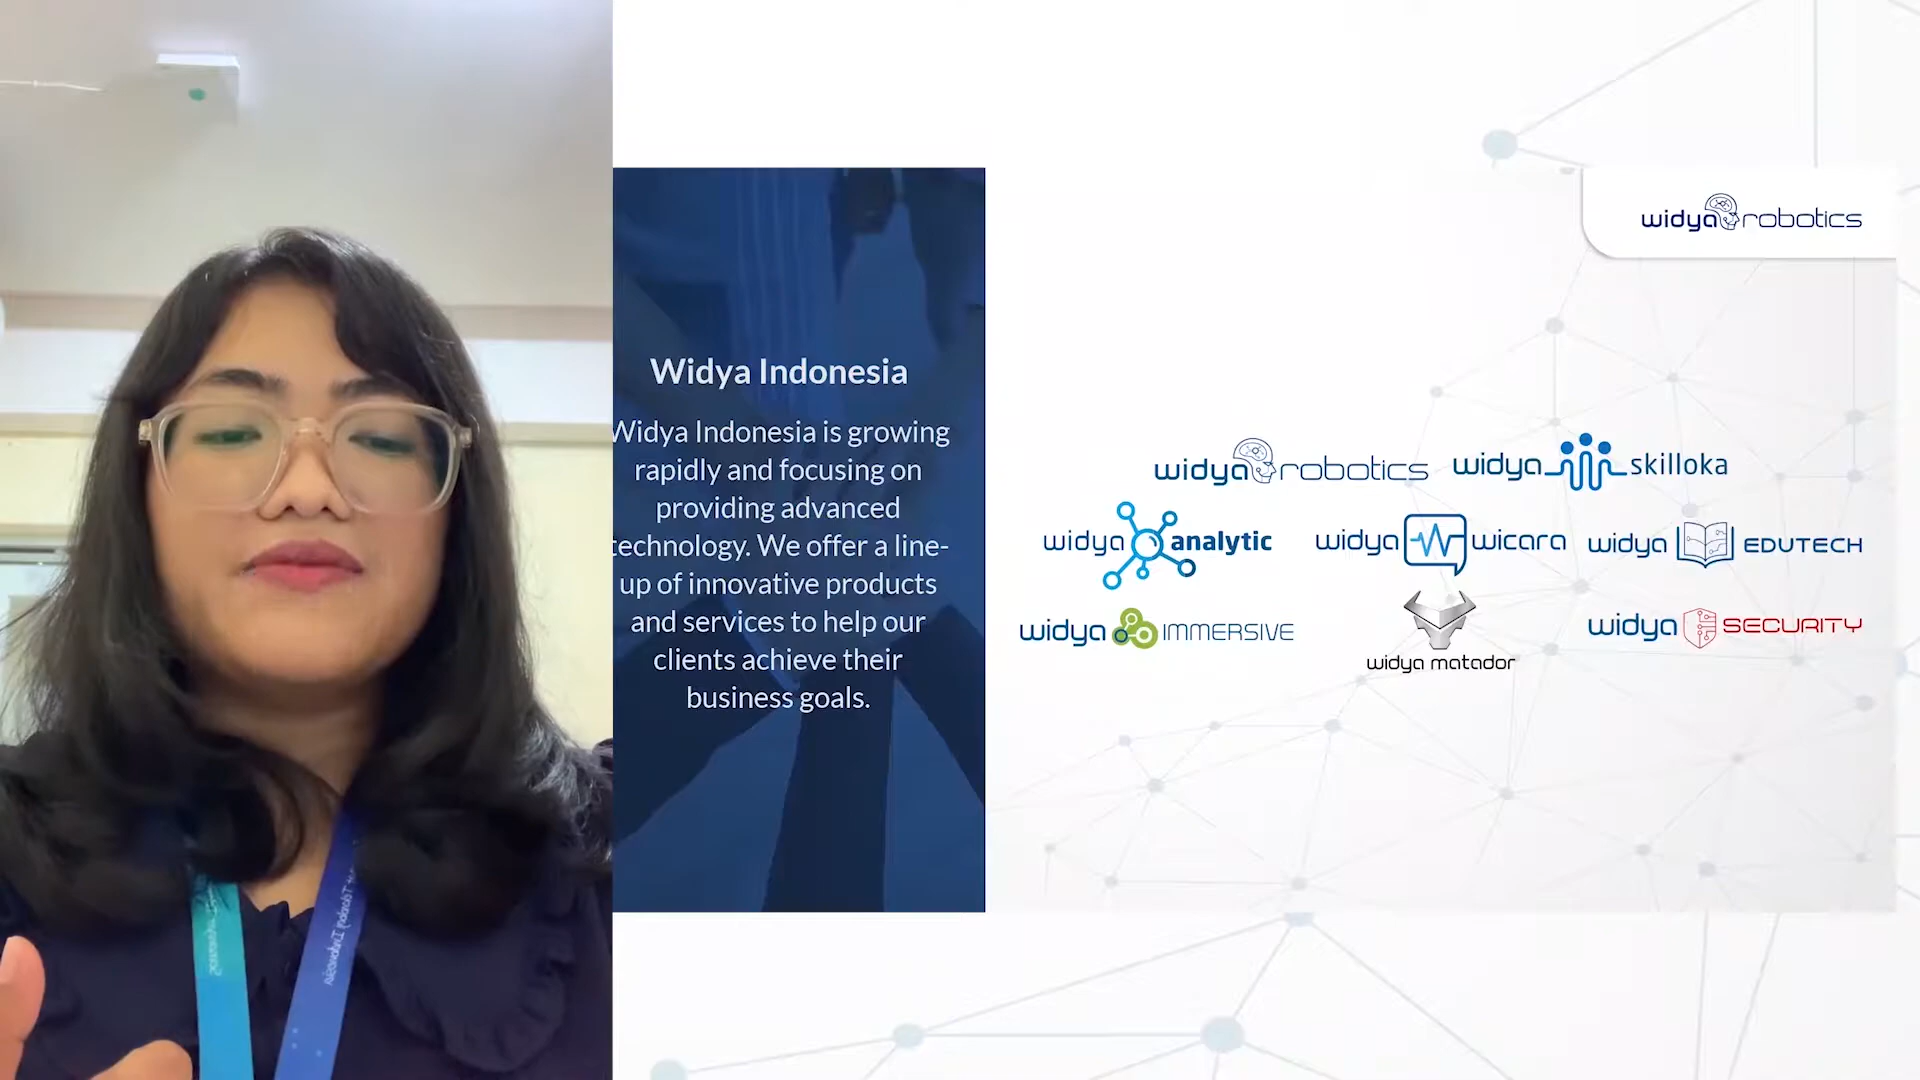 widya robotics
Widya Indonesia
Widya Indonesia is growing
rapidly and focusing on
providing advanced
technology. We offer a line-
up of innovative products
and services to help our
clients achieve their
business goals.
widya robotics
widya skilloka
widya analytic
widya wicara
widya EDUTECH
widya IMMERSIVE
widya matador
widya SECURITY